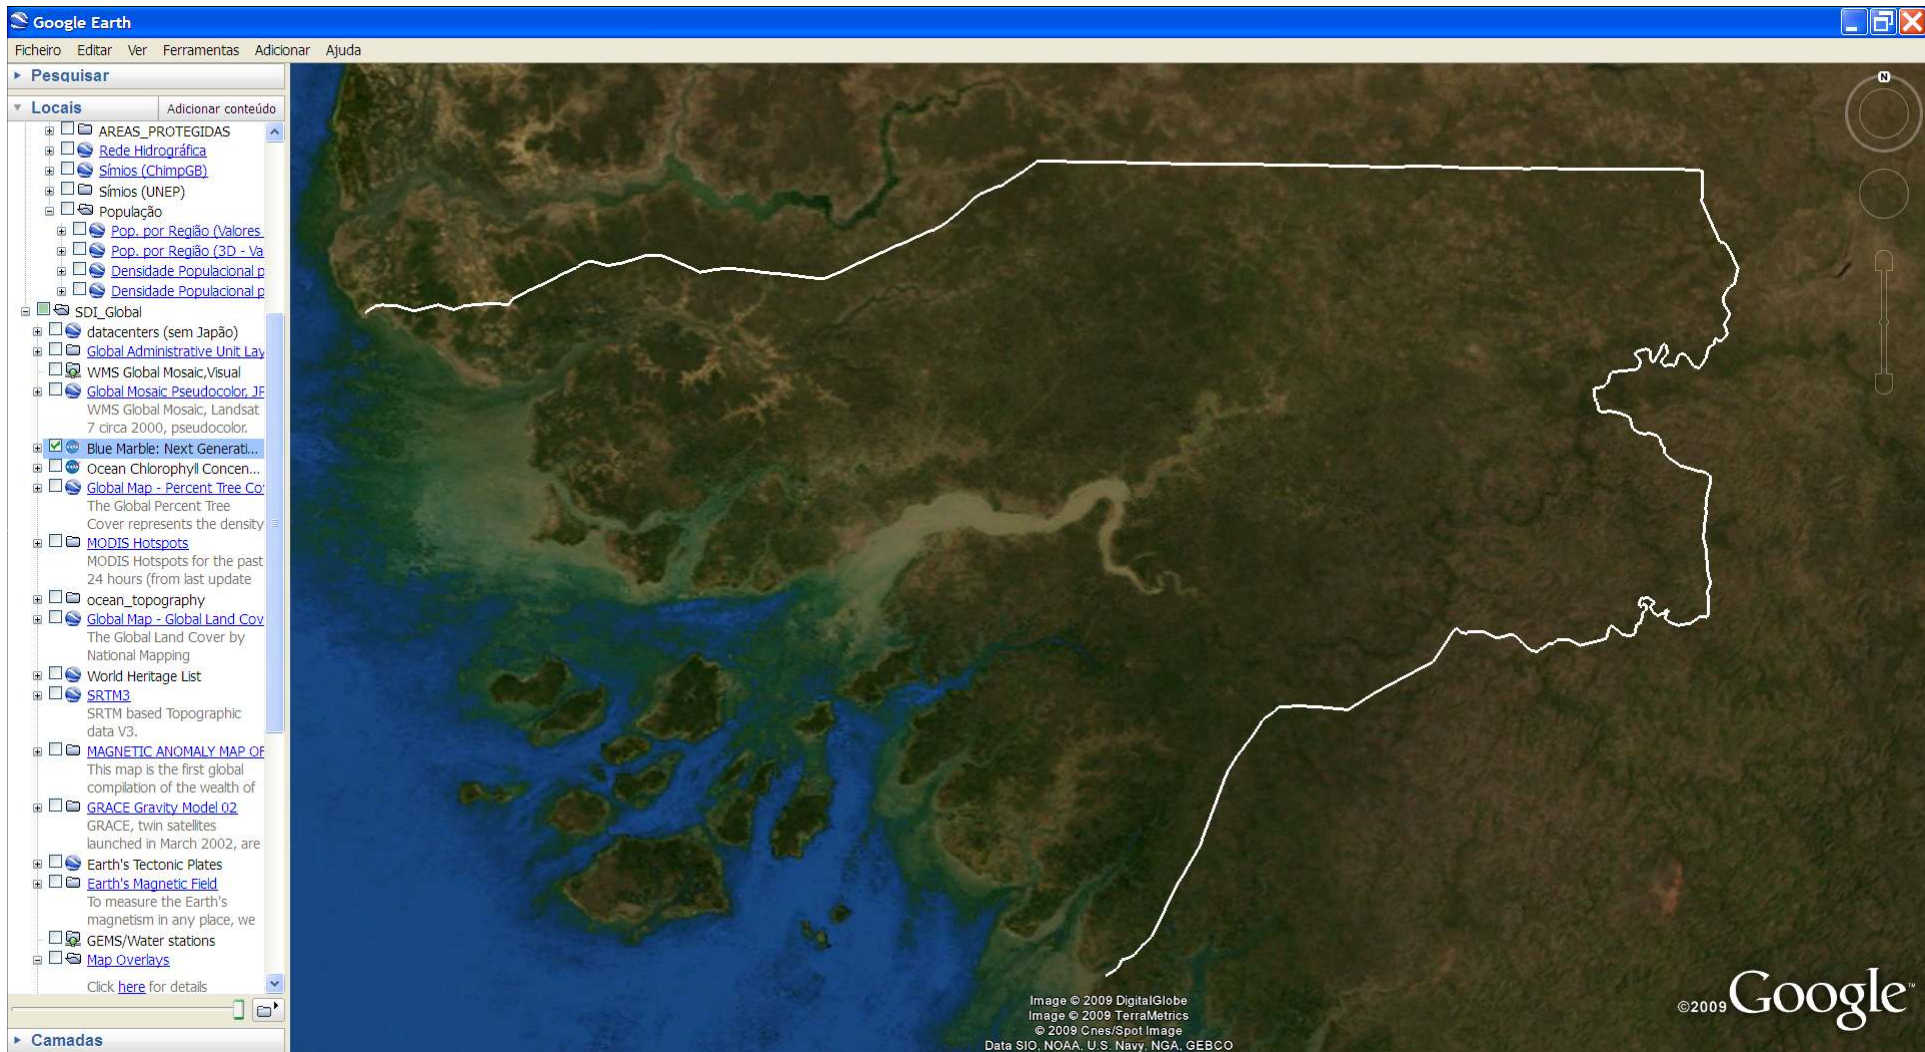 Google Earth
Ficheiro Editar Ver Ferramentas Adicionar Ajuda
Pesquisar
Locais Adicionar conteúdo
AREAS_PROTEGIDAS
Rede Hidrográfica
Símios (ChimpGB)
Símios (UNEP)
População
Pop. por Região (Valores
Pop. por Região (3D - Va
Densidade Populacional p
Densidade Populacional p
SDI_Global
datacenters (sem Japão)
Global Administrative Unit Lay
WMS Global Mosaic,Visual
Global Mosaic Pseudocolor, JP
WMS Global Mosaic, Landsat
7 circa 2000, pseudocolor.
Blue Marble: Next Generati...
Ocean Chlorophyll Concen...
Global Map - Percent Tree Co
The Global Percent Tree
Cover represents the density
MODIS Hotspots
MODIS Hotspots for the past
24 hours (from last update
ocean_topography
Global Map - Global Land Cov
The Global Land Cover by
National Mapping
World Heritage List
SRTM3
SRTM based Topographic
data V3.
MAGNETIC ANOMALY MAP OF
This map is the first global
compilation of the wealth of
GRACE Gravity Model 02
GRACE, twin satellites
launched in March 2002, are
Earth's Tectonic Plates
Earth's Magnetic Field
To measure the Earth's
magnetism in any place, we
GEMS/Water stations
Map Overlays
Click here for details
Camadas
N
Image © 2009 DigitalGlobe
Image © 2009 TerraMetrics
© 2009 Cnes/Spot Image
Data SIO, NOAA, U.S. Navy, NGA, GEBCO
©2009 Google™